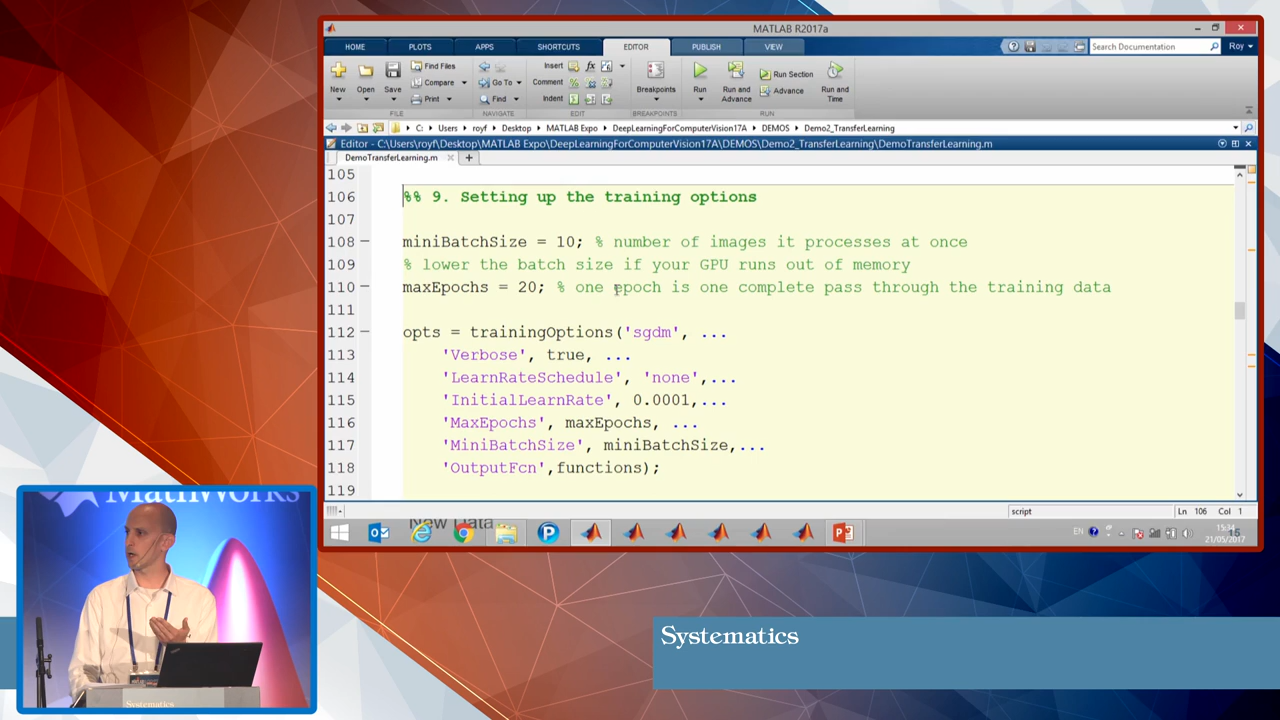 MATLAB R2017a
HOME PLOTS APPS SHORTCUTS EDITOR PUBLISH VIEW
Search Documentation
Roy
New
Open
Save
Find Files
Compare
Print
Go To
Find
Insert
Comment
Indent
Breakpoints
Run
Run and Advance
Run Section
Advance
Run and Time
FILE NAVIGATE EDIT BREAKPOINTS RUN
C: Users royf Desktop MATLAB Expo DeepLearningForComputerVision17A DEMOS Demo2_TransferLearning
Editor - C:\Users\royf\Desktop\MATLAB Expo\DeepLearningForComputerVision17A\DEMOS\Demo2_TransferLearning\DemoTransferLearning.m
DemoTransferLearning.m
105
106 %% 9. Setting up the training options
107
108 miniBatchSize = 10; % number of images it processes at once
109 % lower the batch size if your GPU runs out of memory
110 maxEpochs = 20; % one epoch is one complete pass through the training data
111
112 opts = trainingOptions('sgdm', ...
113 'Verbose', true, ...
114 'LearnRateSchedule', 'none',...
115 'InitialLearnRate', 0.0001,...
116 'MaxEpochs', maxEpochs, ...
117 'MiniBatchSize', miniBatchSize,...
118 'OutputFcn',functions);
119
script
Ln 106 Col 1
New Data
EN
21/05/2017
MathWorks
Systematics
Systematics